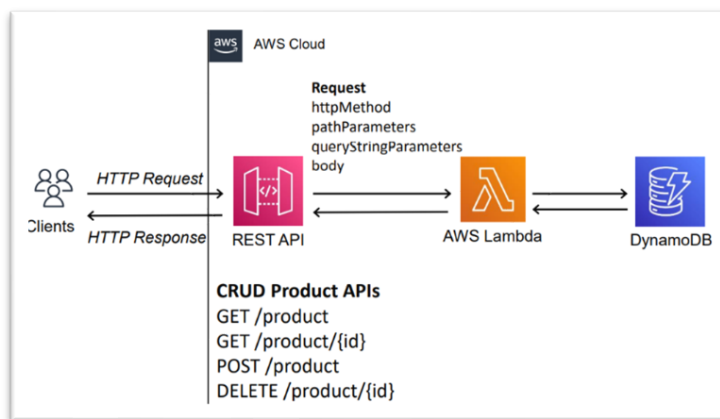 aws
AWS Cloud
Request
httpMethod
pathParameters
queryStringParameters
body
HTTP Request
HTTP Response
Clients
REST API
AWS Lambda
DynamoDB
CRUD Product APIs
GET /product
GET /product/{id}
POST /product
DELETE /product/{id}